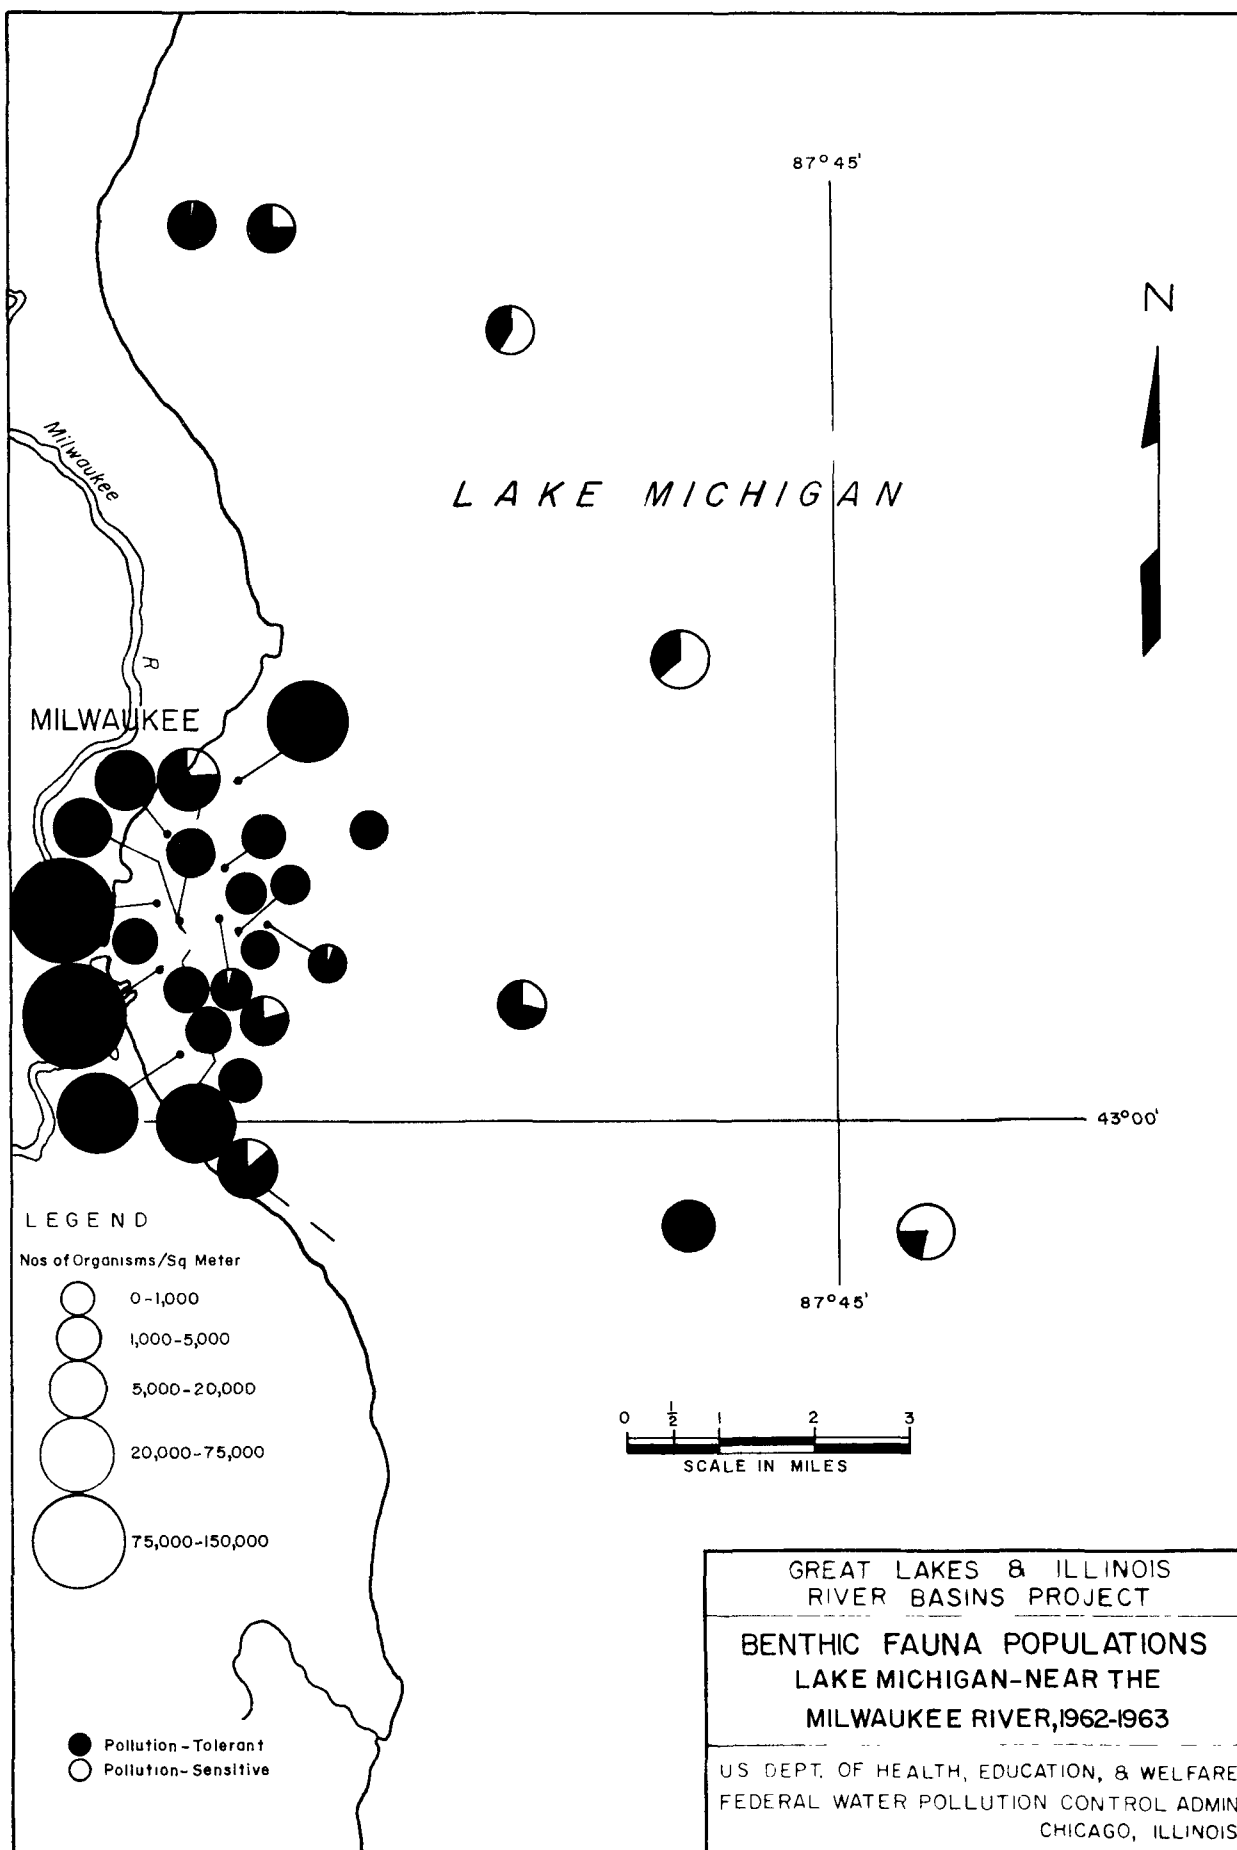 87°45'
N
Milwaukee
LAKE MICHIGAN
R
MILWAUKEE
43°00'
LEGEND
Nos of Organisms/Sq Meter
0-1,000
1,000-5,000
5,000-20,000
20,000-75,000
75,000-150,000
87°45'
0 ½ 1 2 3
SCALE IN MILES
Pollution-Tolerant
Pollution-Sensitive
GREAT LAKES & ILLINOIS
RIVER BASINS PROJECT
BENTHIC FAUNA POPULATIONS
LAKE MICHIGAN-NEAR THE
MILWAUKEE RIVER,1962-1963
US DEPT. OF HEALTH, EDUCATION, & WELFARE
FEDERAL WATER POLLUTION CONTROL ADMIN
CHICAGO, ILLINOIS